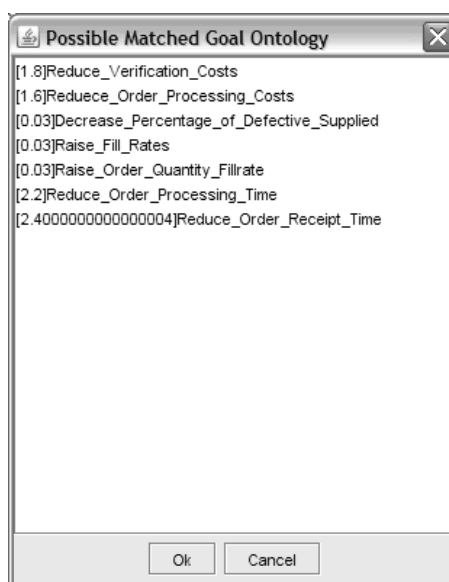 Possible Matched Goal Ontology
[1.8]Reduce_Verification_Costs
[1.6]Reduece_Order_Processing_Costs
[0.03]Decrease_Percentage_of_Defective_Supplied
[0.03]Raise_Fill_Rates
[0.03]Raise_Order_Quantity_Fillrate
[2.2]Reduce_Order_Processing_Time
[2.4000000000000004]Reduce_Order_Receipt_Time
Ok Cancel